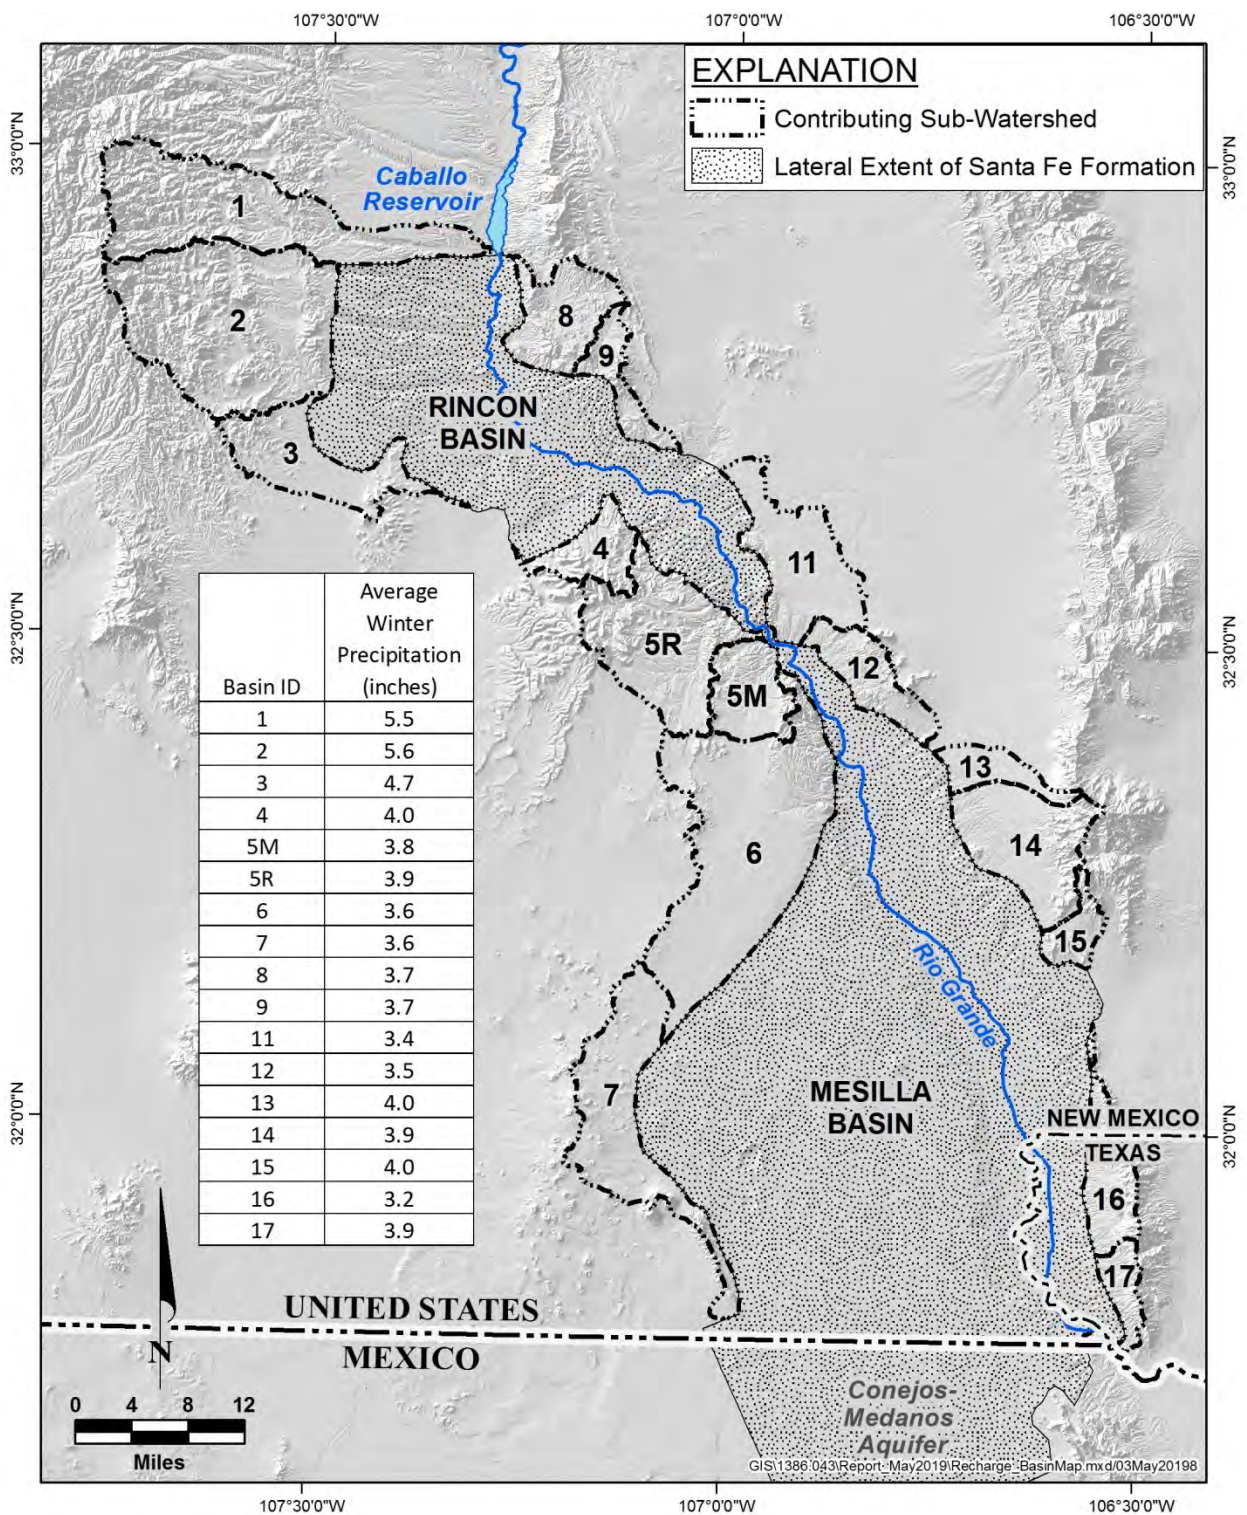 107°30'0"W
107°0'0"W
106°30'0"W
EXPLANATION
Contributing Sub-Watershed
Lateral Extent of Santa Fe Formation
33°0'0"N
33°0'0"N
Caballo
Reservoir
1
2
8
9
RINCON
BASIN
3
4
11
32°30'0"N
32°30'0"N
5R
5M
12
13
14
6
15
Rio Grande
7
MESILLA
BASIN
32°0'0"N
32°0'0"N
NEW MEXICO
TEXAS
16
17
Basin ID Average Winter Precipitation (inches)
1 5.5
2 5.6
3 4.7
4 4.0
5M 3.8
5R 3.9
6 3.6
7 3.6
8 3.7
9 3.7
11 3.4
12 3.5
13 4.0
14 3.9
15 4.0
16 3.2
17 3.9
UNITED STATES
MEXICO
N
0 4 8 12
Miles
Conejos-
Medanos
Aquifer
GIS\1386.043\Report_May2019\Recharge_BasinMap.mxd/03May20198
107°30'0"W
107°0'0"W
106°30'0"W